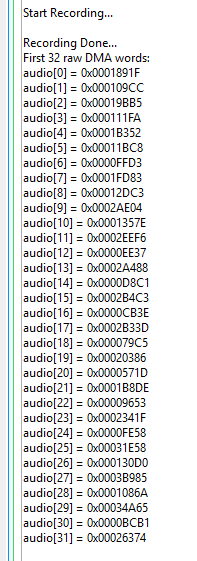 Start Recording...
Recording Done...
First 32 raw DMA words:
audio[0] = 0x0001891F
audio[1] = 0x000109CC
audio[2] = 0x00019BB5
audio[3] = 0x000111FA
audio[4] = 0x0001B352
audio[5] = 0x00011BC8
audio[6] = 0x0000FFD3
audio[7] = 0x0001FD83
audio[8] = 0x00012DC3
audio[9] = 0x0002AE04
audio[10] = 0x0001357E
audio[11] = 0x0002EEF6
audio[12] = 0x0000EE37
audio[13] = 0x0002A488
audio[14] = 0x0000D8C1
audio[15] = 0x0002B4C3
audio[16] = 0x0000CB3E
audio[17] = 0x0002B33D
audio[18] = 0x000079C5
audio[19] = 0x00020386
audio[20] = 0x0000571D
audio[21] = 0x0001B8DE
audio[22] = 0x00009653
audio[23] = 0x0002341F
audio[24] = 0x0000FE58
audio[25] = 0x00031E58
audio[26] = 0x000130D0
audio[27] = 0x0003B985
audio[28] = 0x0001086A
audio[29] = 0x00034A65
audio[30] = 0x0000BCB1
audio[31] = 0x00026374